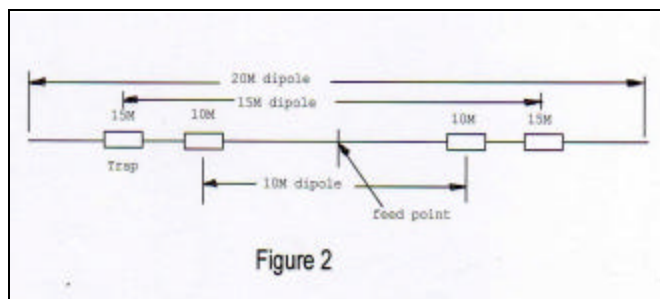 20M dipole
15M dipole
15M 10M 10M 15M
Trap
10M dipole
feed point
Figure 2